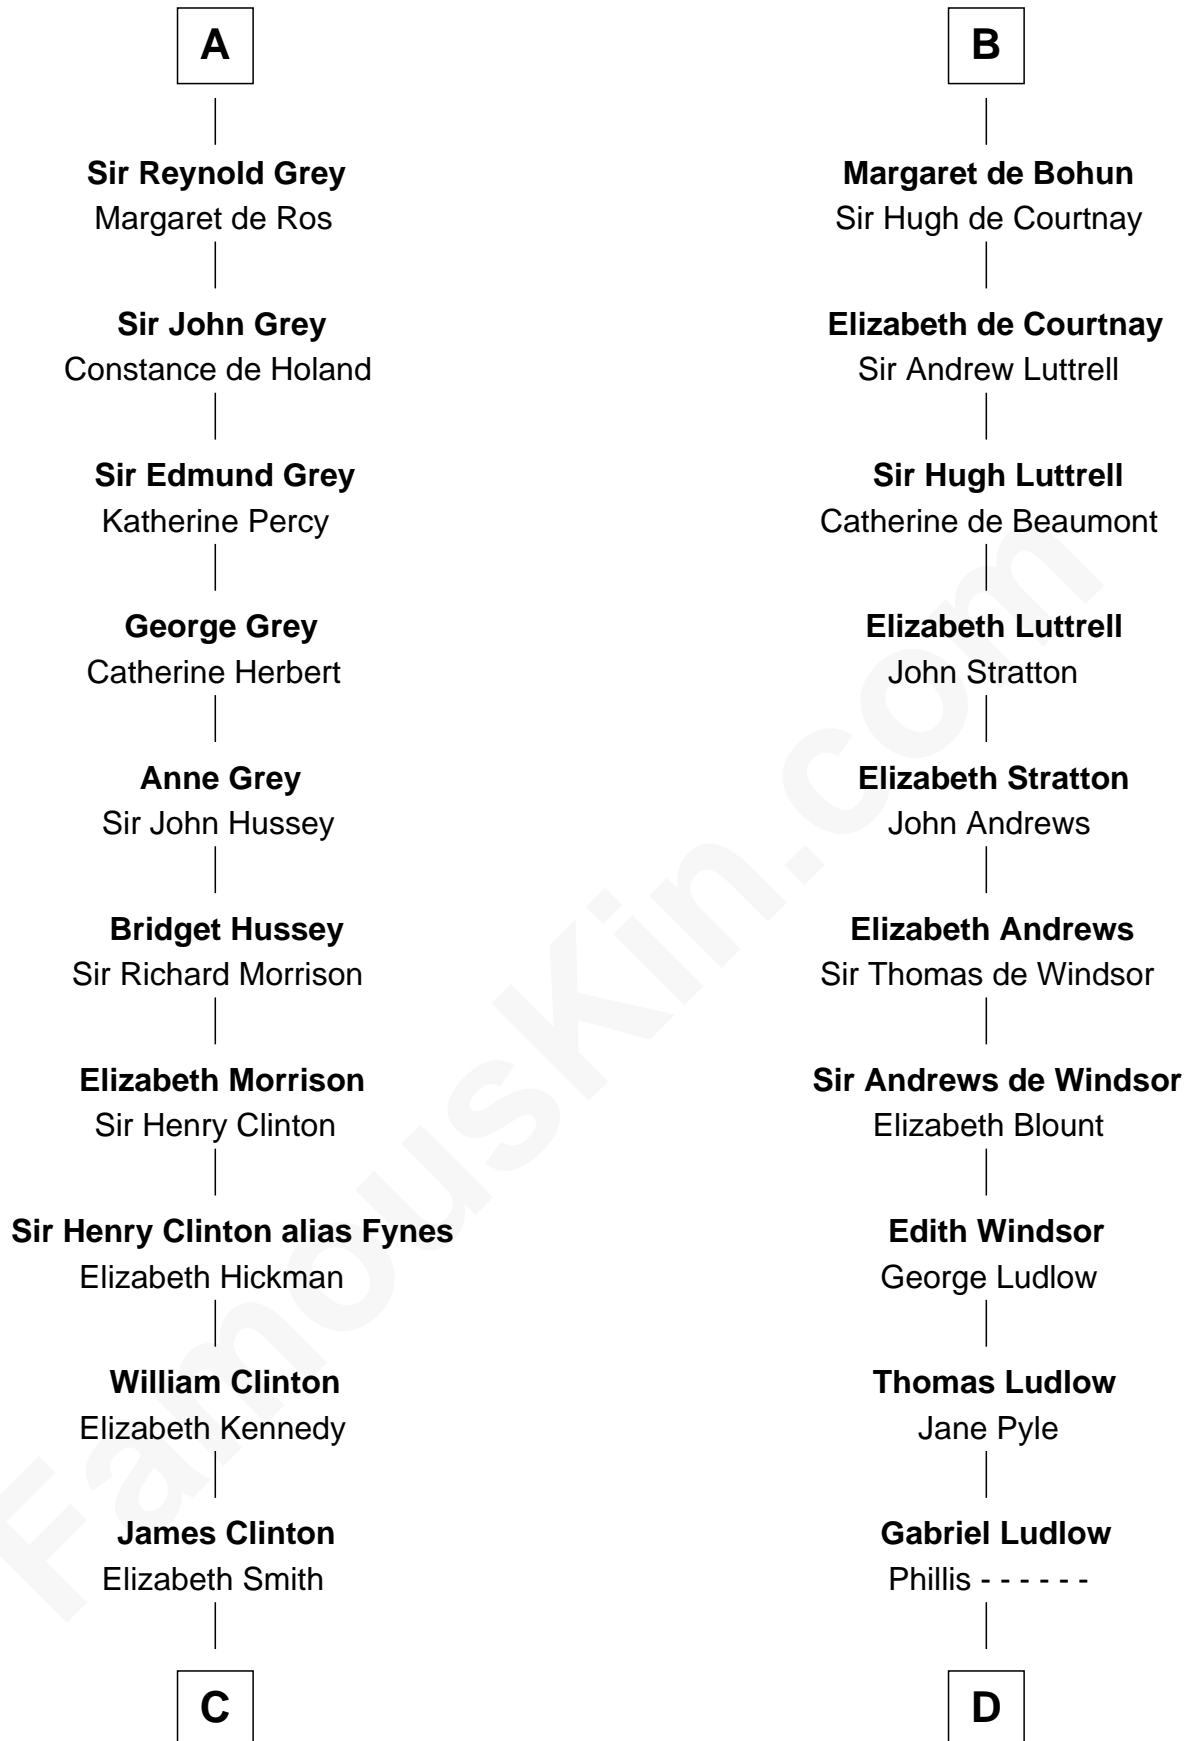 A
Sir Reynold Grey
Margaret de Ros
Sir John Grey
Constance de Holand
Sir Edmund Grey
Katherine Percy
George Grey
Catherine Herbert
Anne Grey
Sir John Hussey
Bridget Hussey
Sir Richard Morrison
Elizabeth Morrison
Sir Henry Clinton
Sir Henry Clinton alias Fynes
Elizabeth Hickman
William Clinton
Elizabeth Kennedy
James Clinton
Elizabeth Smith
C
B
Margaret de Bohun
Sir Hugh de Courtnay
Elizabeth de Courtnay
Sir Andrew Luttrell
Sir Hugh Luttrell
Catherine de Beaumont
Elizabeth Luttrell
John Stratton
Elizabeth Stratton
John Andrews
Elizabeth Andrews
Sir Thomas de Windsor
Sir Andrews de Windsor
Elizabeth Blount
Edith Windsor
George Ludlow
Thomas Ludlow
Jane Pyle
Gabriel Ludlow
Phillis - - - - - -
D
FamousKin.com